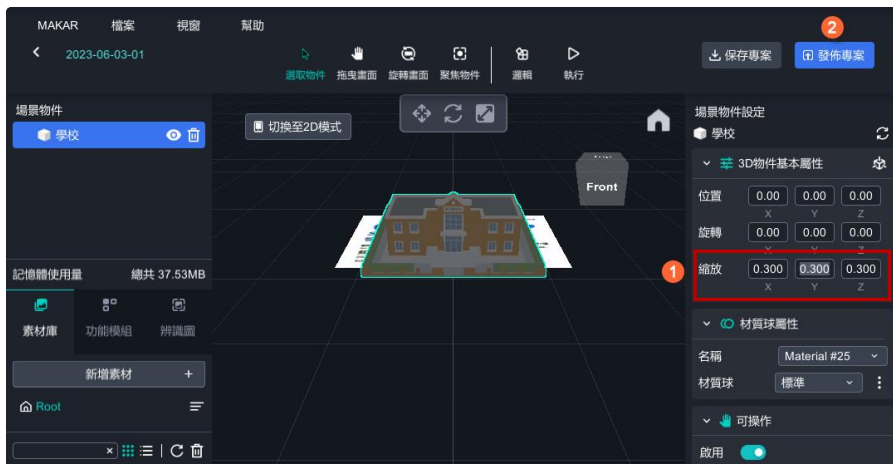 MAKAR 檔案 視窗 幫助
2
2023-06-03-01
選取物件 拖曳畫面 旋轉畫面 聚焦物件 邏輯 執行
保存專案 發佈專案
場景物件
學校
切換至2D模式
Front
記憶體使用量 總共 37.53MB
素材庫 功能模組 辨識圖
新增素材 +
Root
場景物件設定
學校
3D物件基本屬性
位置 0.00 0.00 0.00
X Y Z
旋轉 0.00 0.00 0.00
X Y Z
1
縮放 0.300 0.300 0.300
X Y Z
材質球屬性
名稱 Material #25
材質球 標準
可操作
啟用